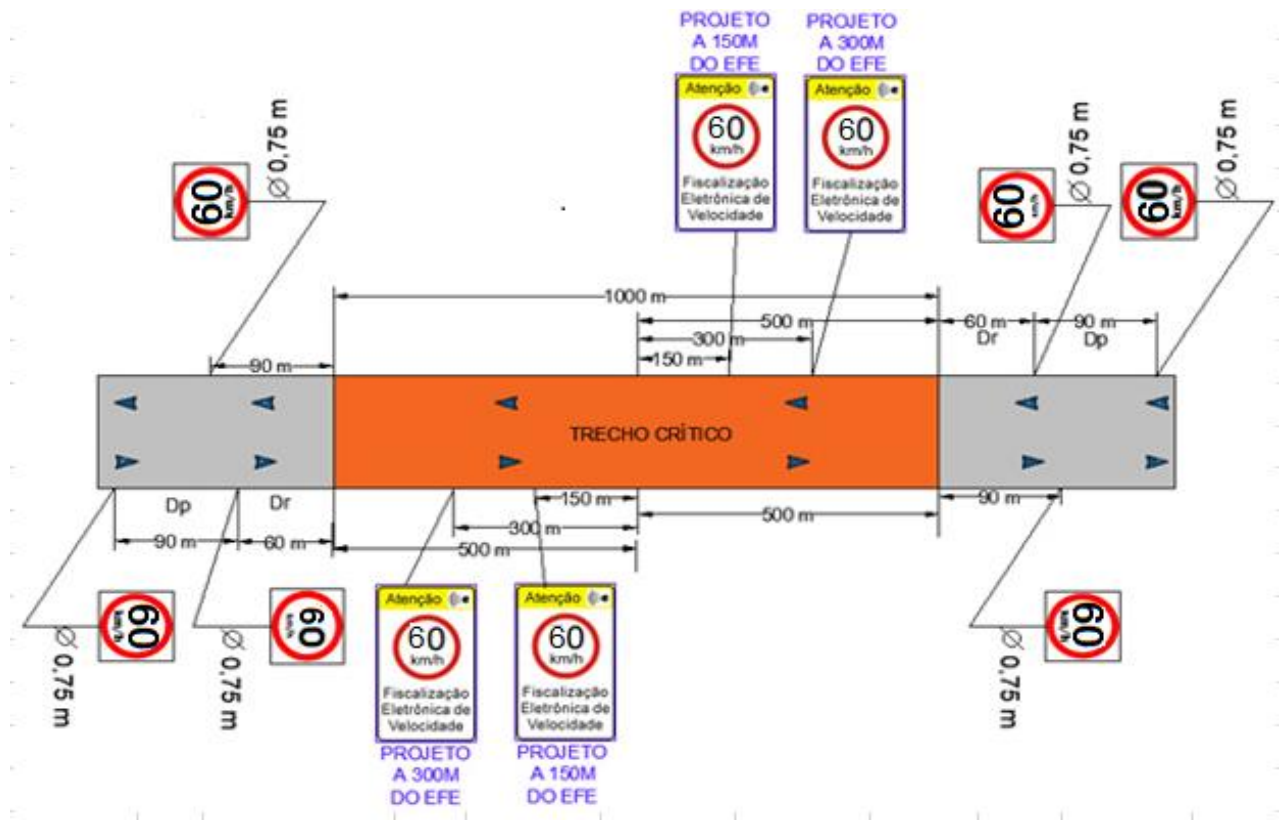 PROJETO
A 150M
DO EFE
PROJETO
A 300M
DO EFE
Atenção
60
km/h
Fiscalização
Eletrônica de
Velocidade
Atenção
60
km/h
Fiscalização
Eletrônica de
Velocidade
60
km/h
Ø 0,75 m
60
km/h
Ø 0,75 m
60
km/h
Ø 0,75 m
1000 m
500 m
300 m
150 m
60 m
Dr
90 m
Dp
90 m
TRECHO CRÍTICO
Dp
Dr
90 m
60 m
150 m
300 m
500 m
500 m
90 m
60
km/h
Ø 0,75 m
60
km/h
Ø 0,75 m
Atenção
60
km/h
Fiscalização
Eletrônica de
Velocidade
PROJETO
A 300M
DO EFE
Atenção
60
km/h
Fiscalização
Eletrônica de
Velocidade
PROJETO
A 150M
DO EFE
60
km/h
Ø 0,75 m